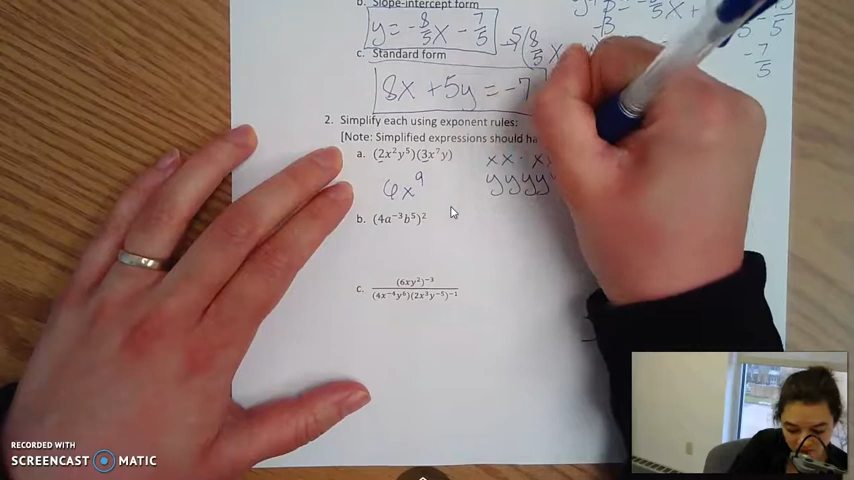 b. Slope-intercept form
y = -8/5x - 7/5
c. Standard form
8x + 5y = -7
- 7/5
2. Simplify each using exponent rules:
[Note: Simplified expressions should
a. (2x²y⁵)(3x⁷y)
xx · xx
yyyy
6x⁹
b. (4a⁻³b⁵)²
c. (6xy²)⁻³/(4x⁻⁴y⁶)(2x³y⁻⁵)⁻¹
RECORDED WITH
SCREENCAST MATIC